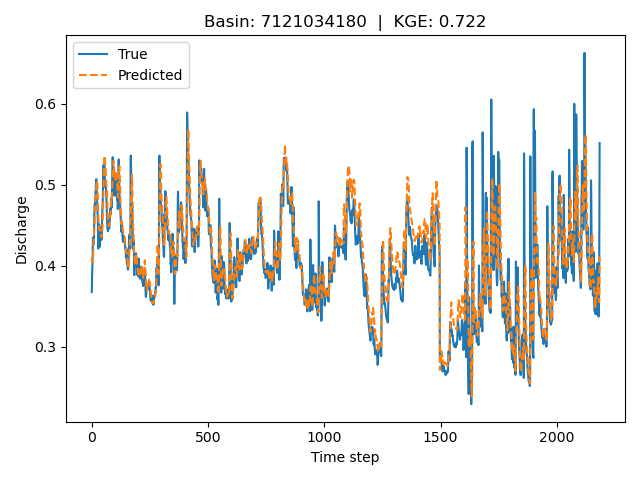 Basin: 7121034180 | KGE: 0.722
True
Predicted
Discharge
0.6
0.5
0.4
0.3
0 500 1000 1500 2000
Time step